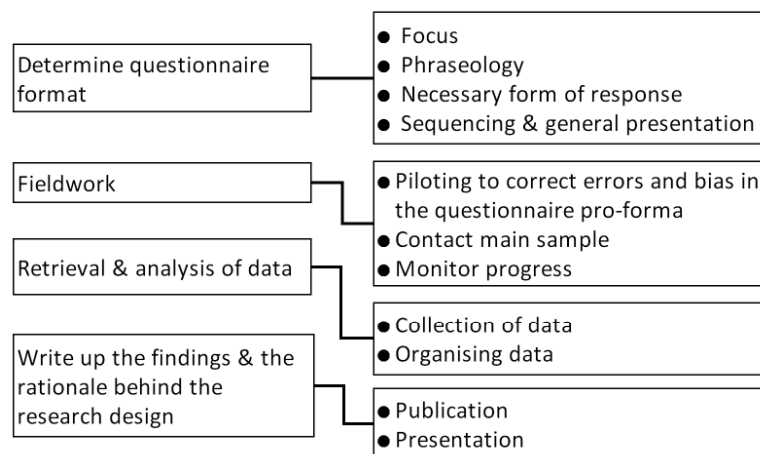 Determine questionnaire
format
● Focus
● Phraseology
● Necessary form of response
● Sequencing & general presentation
Fieldwork
● Piloting to correct errors and bias in
the questionnaire pro-forma
● Contact main sample
● Monitor progress
Retrieval & analysis of data
● Collection of data
● Organising data
Write up the findings & the
rationale behind the
research design
● Publication
● Presentation